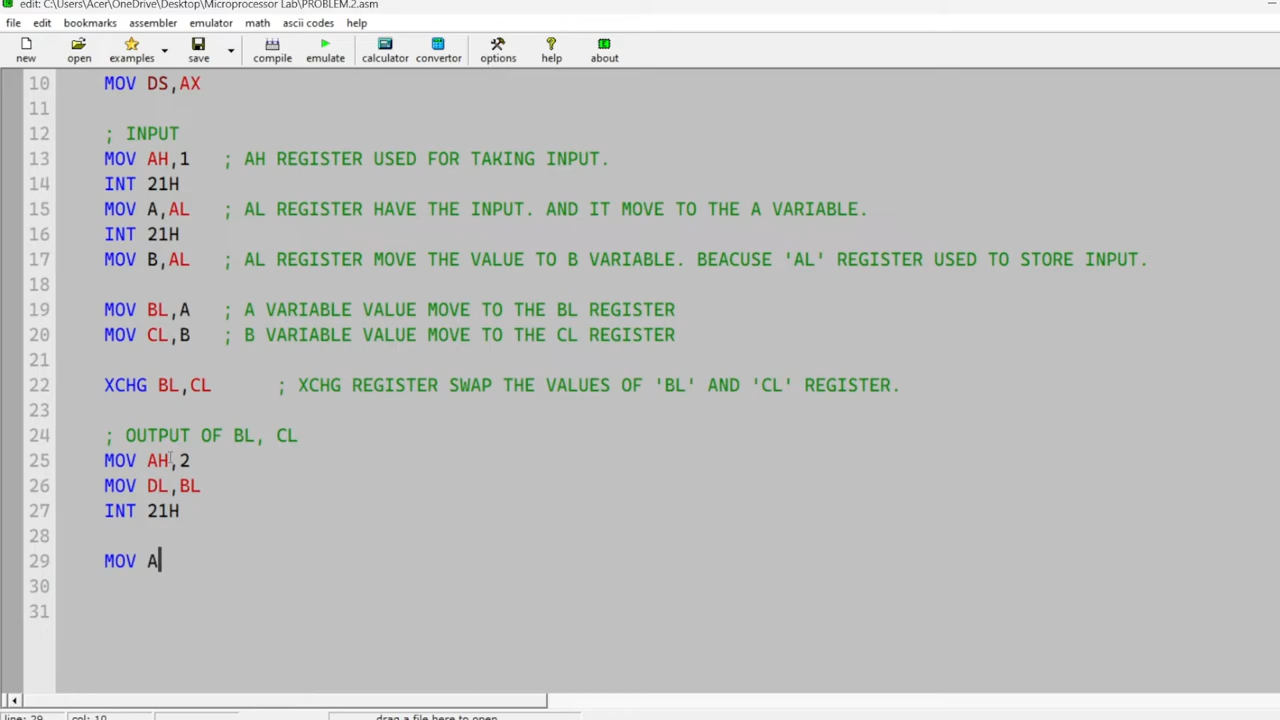 edit: C:\Users\Acer\OneDrive\Desktop\Microprocessor Lab\PROBLEM.2.asm
file edit bookmarks assembler emulator math ascii codes help
new open examples save compile emulate calculator convertor options help about
10 MOV DS,AX
11
12 ; INPUT
13 MOV AH,1 ; AH REGISTER USED FOR TAKING INPUT.
14 INT 21H
15 MOV A,AL ; AL REGISTER HAVE THE INPUT. AND IT MOVE TO THE A VARIABLE.
16 INT 21H
17 MOV B,AL ; AL REGISTER MOVE THE VALUE TO B VARIABLE. BEACUSE 'AL' REGISTER USED TO STORE INPUT.
18
19 MOV BL,A ; A VARIABLE VALUE MOVE TO THE BL REGISTER
20 MOV CL,B ; B VARIABLE VALUE MOVE TO THE CL REGISTER
21
22 XCHG BL,CL ; XCHG REGISTER SWAP THE VALUES OF 'BL' AND 'CL' REGISTER.
23
24 ; OUTPUT OF BL, CL
25 MOV AH,2
26 MOV DL,BL
27 INT 21H
28
29 MOV A
30
31
line: 29 col: 10 drag a file here to open